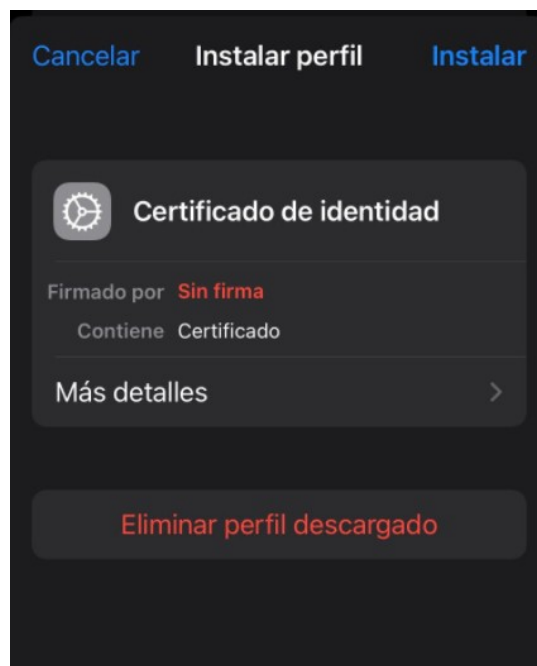 Cancelar Instalar perfil Instalar
Certificado de identidad
Firmado por Sin firma
Contiene Certificado
Más detalles
Eliminar perfil descargado